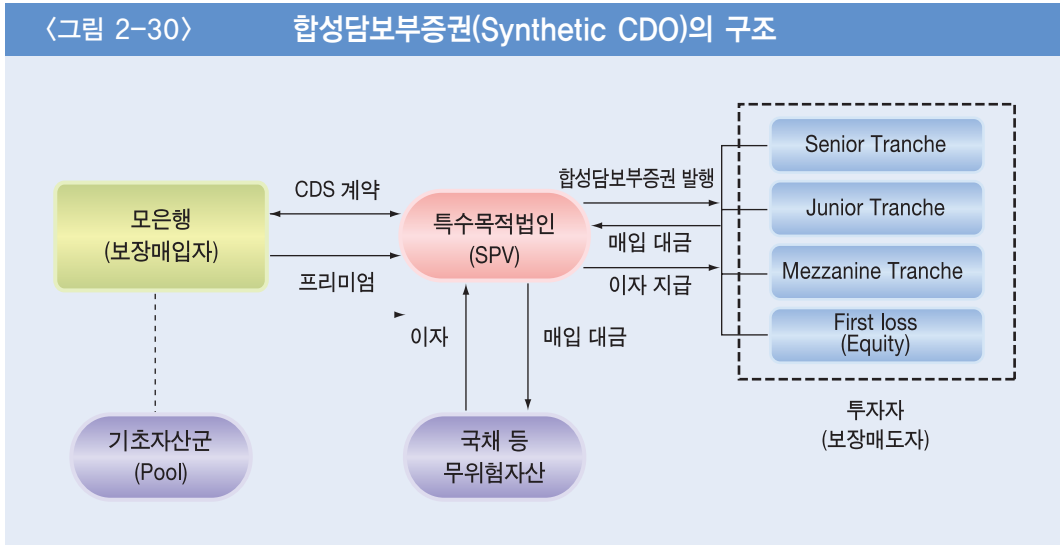 〈그림 2-30〉 합성담보부증권(Synthetic CDO)의 구조
모은행
(보장매입자)
CDS 계약
프리미엄
특수목적법인
(SPV)
합성담보부증권 발행
매입 대금
이자 지급
Senior Tranche
Junior Tranche
Mezzanine Tranche
First loss
(Equity)
이자
매입 대금
기초자산군
(Pool)
국채 등
무위험자산
투자자
(보장매도자)